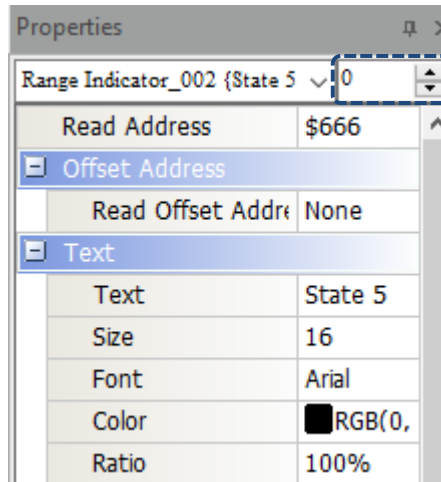 Properties
Range Indicator_002 {State 5 0
Read Address $666
Offset Address
Read Offset Addre None
Text
Text State 5
Size 16
Font Arial
Color RGB(0,
Ratio 100%